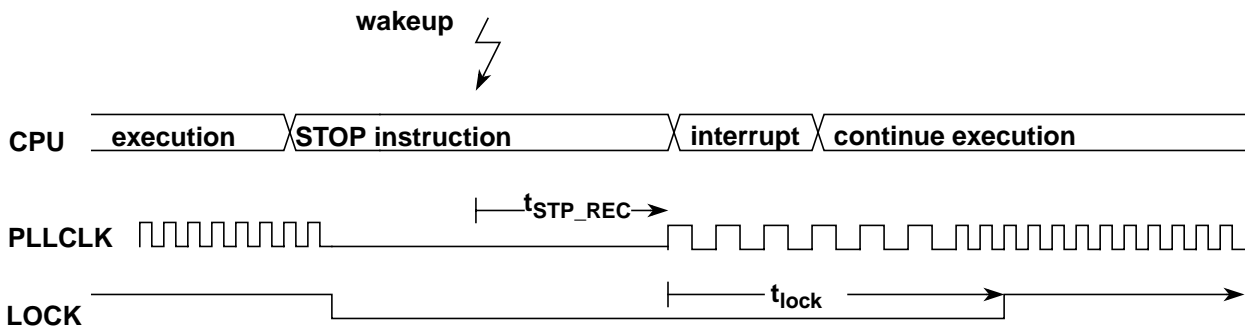 wakeup
CPU execution STOP instruction interrupt continue execution
tSTP_REC
PLLCLK
tlock
LOCK